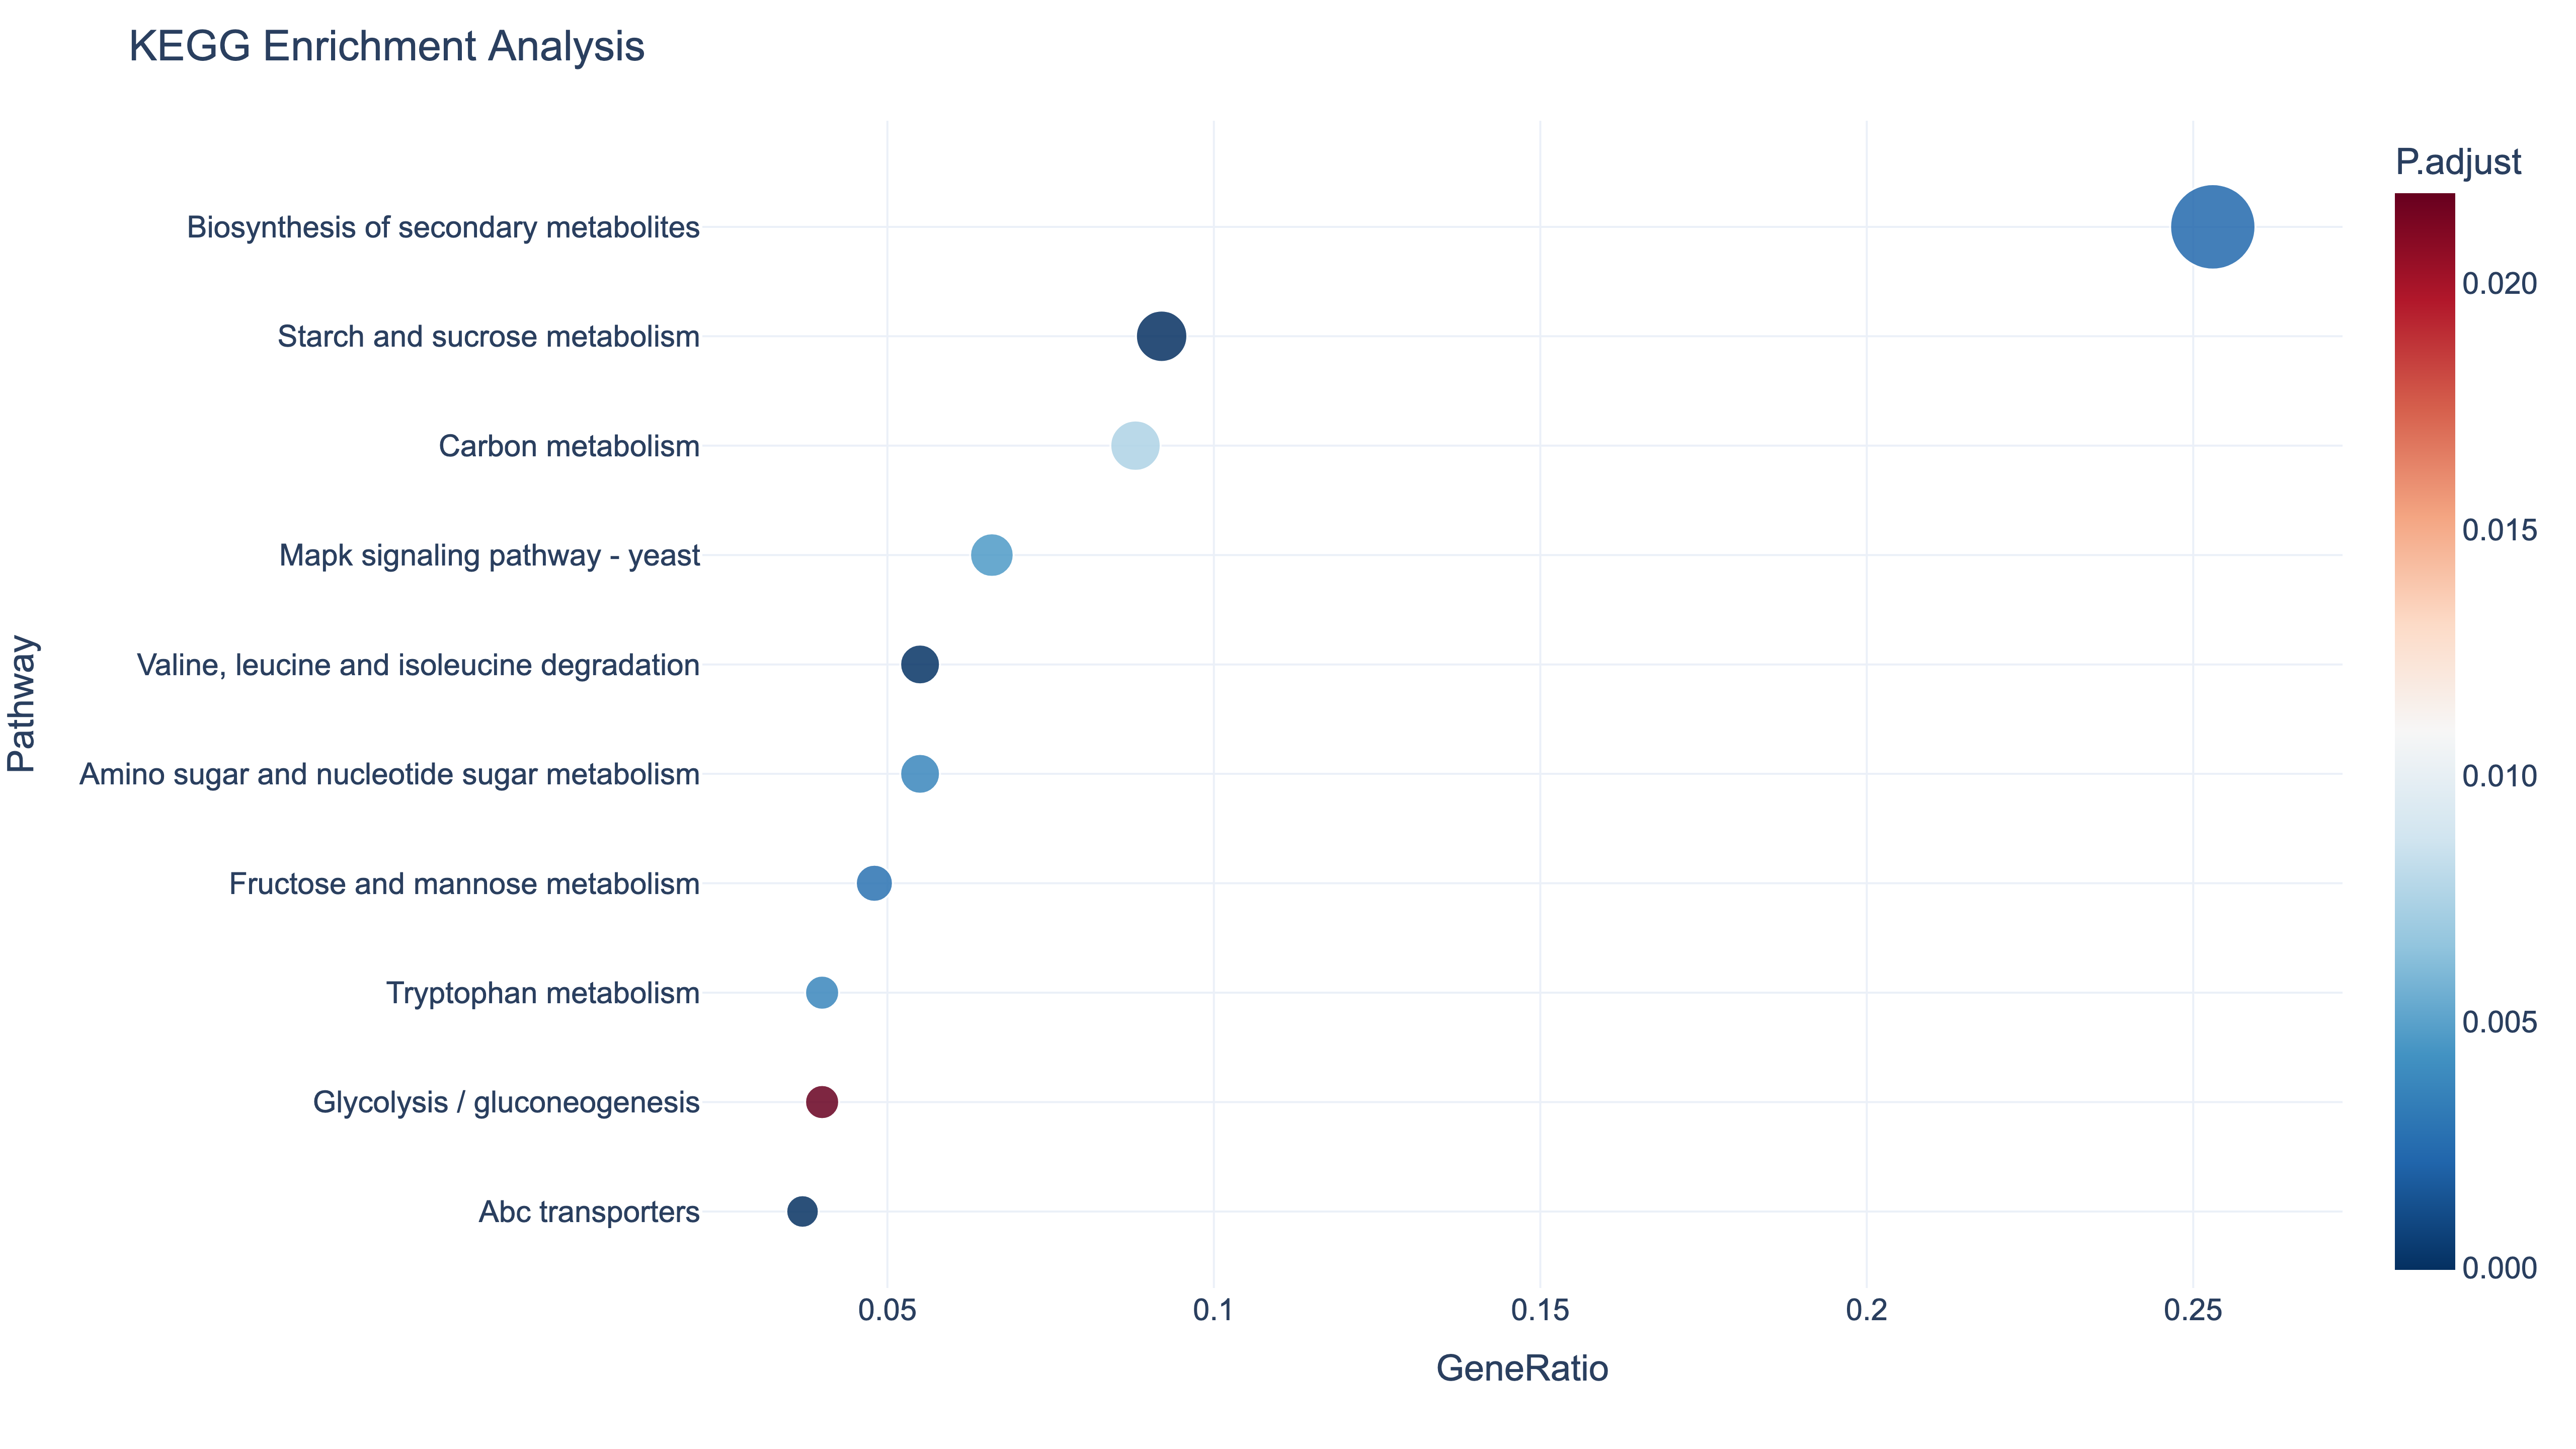 KEGG Enrichment Analysis
P.adjust
Biosynthesis of secondary metabolites
Starch and sucrose metabolism
Carbon metabolism
Mapk signaling pathway - yeast
Valine, leucine and isoleucine degradation
Amino sugar and nucleotide sugar metabolism
Fructose and mannose metabolism
Tryptophan metabolism
Glycolysis / gluconeogenesis
Abc transporters
Pathway
0.05
0.1
0.15
0.2
0.25
GeneRatio
0.020
0.015
0.010
0.005
0.000